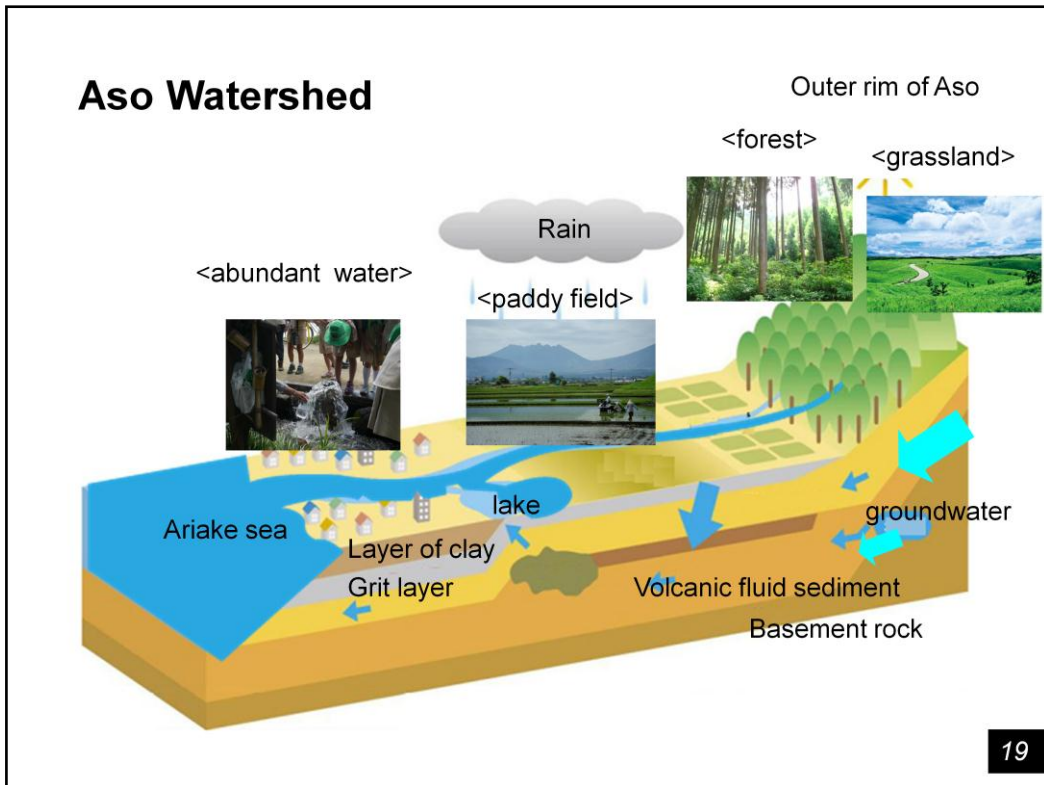 Aso Watershed
Outer rim of Aso
<forest>
<grassland>
Rain
<abundant water>
<paddy field>
lake
Ariake sea
groundwater
Layer of clay
Grit layer
Volcanic fluid sediment
Basement rock
19